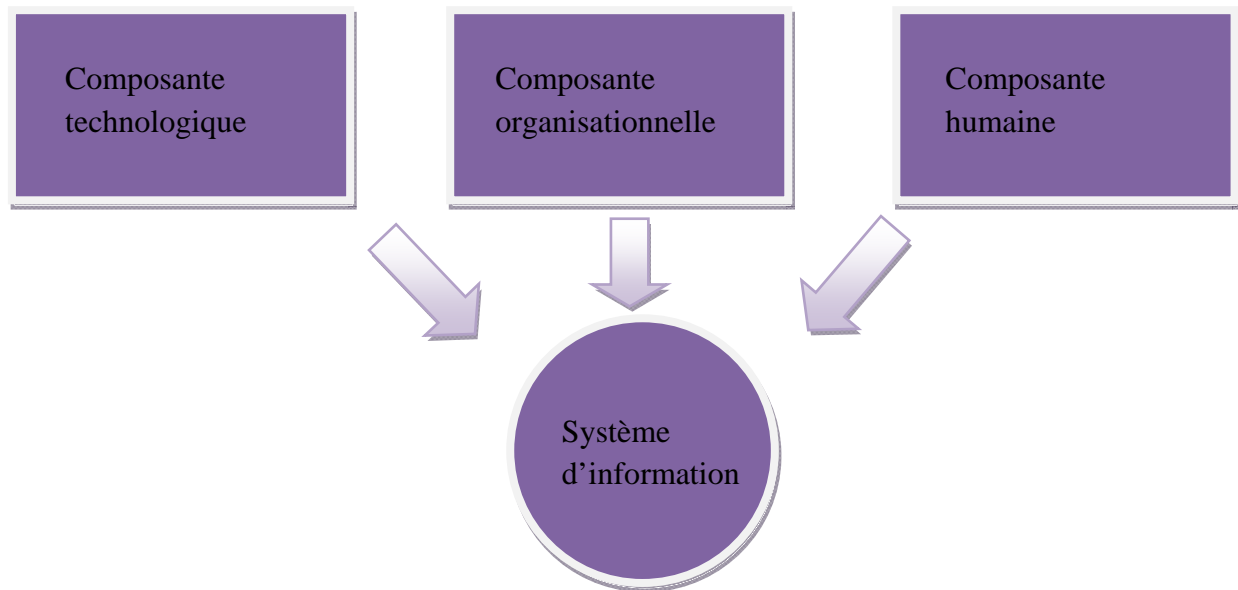 Composante
technologique
Composante
organisationnelle
Composante
humaine
Système
d’information